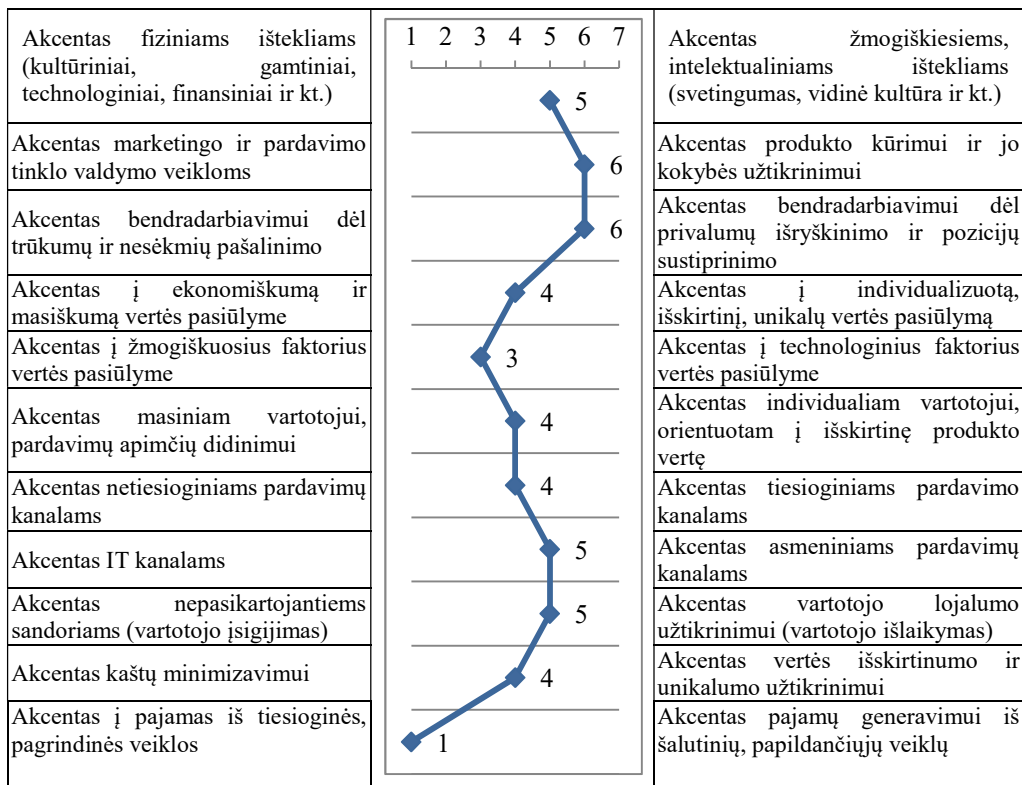 Akcentas fiziniams ištekliams
(kultūriniai, gamtiniai,
technologiniai, finansiniai ir kt.)
1 2 3 4 5 6 7
Akcentas žmogiškiesiems,
intelektualiniams ištekliams
(svetingumas, vidinė kultūra ir kt.)
5
Akcentas marketingo ir pardavimo
tinklo valdymo veikloms
6
Akcentas produkto kūrimui ir jo
kokybės užtikrinimui
Akcentas bendradarbiavimui dėl
trūkumų ir nesėkmių pašalinimo
6
Akcentas bendradarbiavimui dėl
privalumų išryškinimo ir pozicijų
sustiprinimo
Akcentas į ekonomiškumą ir
masiškumą vertės pasiūlyme
4
Akcentas į individualizuotą,
išskirtinį, unikalų vertės pasiūlymą
Akcentas į žmogiškuosius faktorius
vertės pasiūlyme
3
Akcentas į technologinius faktorius
vertės pasiūlyme
Akcentas masiniam vartotojui,
pardavimų apimčių didinimui
4
Akcentas individualiam vartotojui,
orientuotam į išskirtinę produkto
vertę
Akcentas netiesioginiams pardavimų
kanalams
4
Akcentas tiesioginiams pardavimo
kanalams
Akcentas IT kanalams
5
Akcentas asmeniniams pardavimų
kanalams
Akcentas nepasikartojantiems
sandoriams (vartotojo įsigijimas)
5
Akcentas vartotojo lojalumo
užtikrinimui (vartotojo išlaikymas)
Akcentas kaštų minimizavimui
4
Akcentas vertės išskirtinumo ir
unikalumo užtikrinimui
Akcentas į pajamas iš tiesioginės,
pagrindinės veiklos
1
Akcentas pajamų generavimui iš
šalutinių, papildančiųjų veiklų